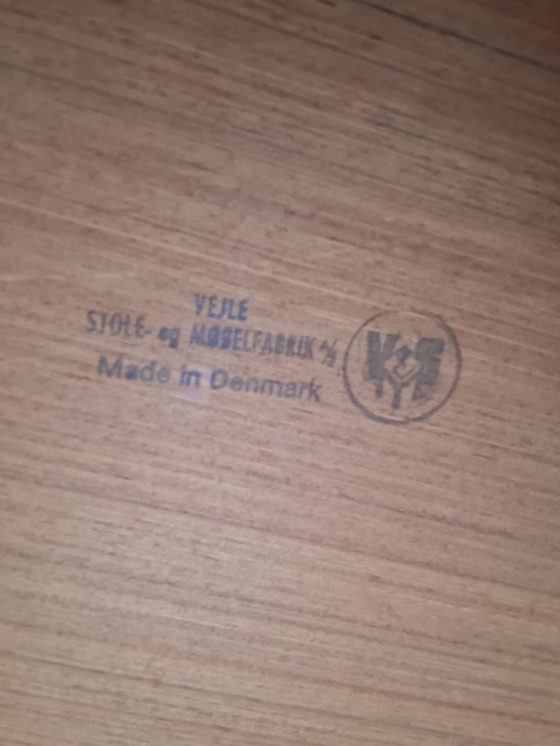 VEJLE
STOLE- og MØBELFABRIK A/S
Made in Denmark